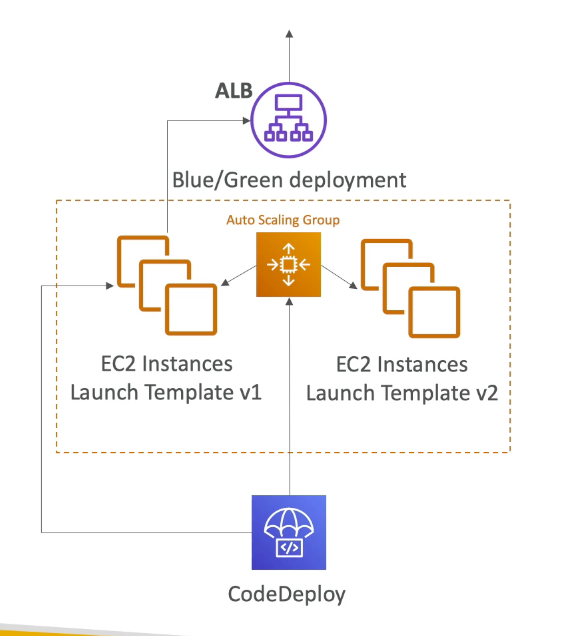 ALB
Blue/Green deployment
Auto Scaling Group
EC2 Instances
Launch Template v1
EC2 Instances
Launch Template v2
</>
CodeDeploy